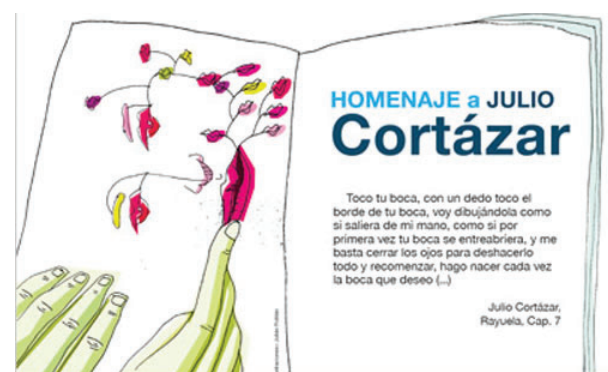 HOMENAJE a JULIO
Cortázar
Toco tu boca, con un dedo toco el
borde de tu boca, voy dibujándola como
si saliera de mi mano, como si por
primera vez tu boca se entreabriera, y me
basta cerrar los ojos para deshacerlo
todo y recomenzar, hago nacer cada vez
la boca que deseo (...)
Julio Cortázar,
Rayuela, Cap. 7